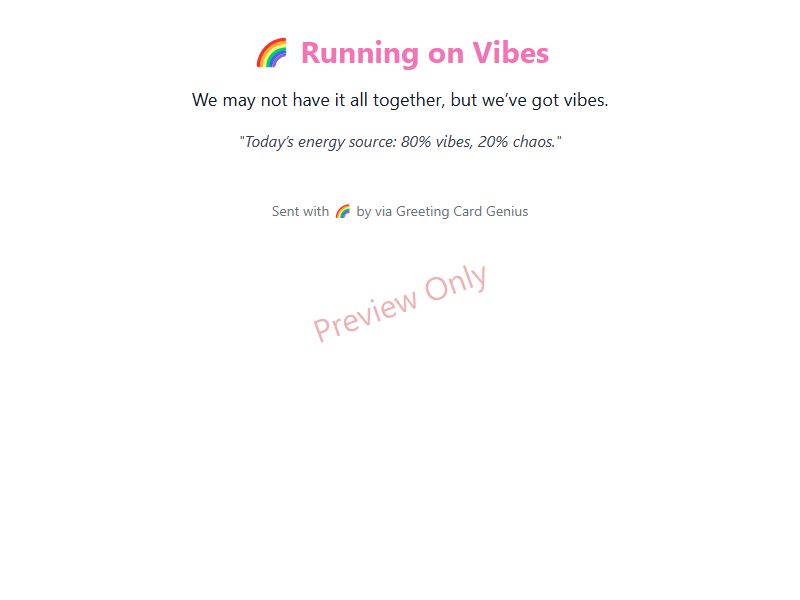 🌈 Running on Vibes
We may not have it all together, but we’ve got vibes.
"Today’s energy source: 80% vibes, 20% chaos."
Sent with 🌈 by via Greeting Card Genius
Preview Only